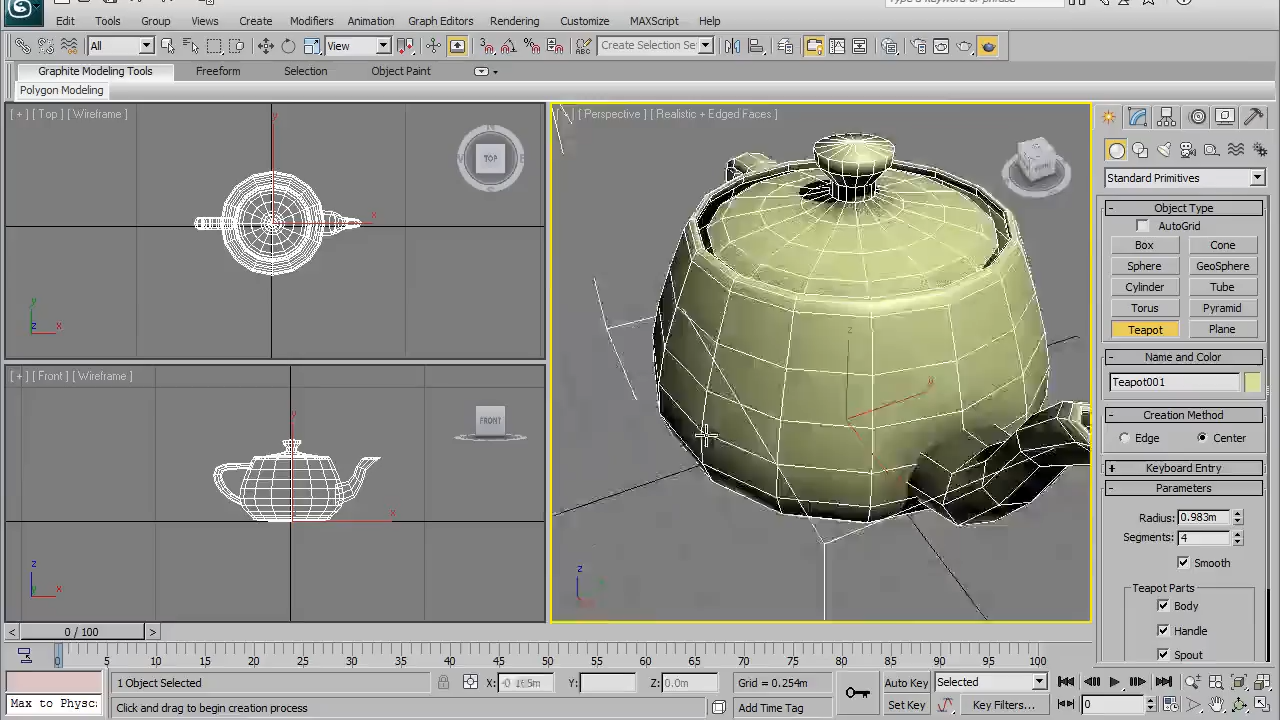 Type a keyword or phrase
Edit Tools Group Views Create Modifiers Animation Graph Editors Rendering Customize MAXScript Help
All View Create Selection Se
Graphite Modeling Tools Freeform Selection Object Paint
Polygon Modeling
[ + ] [ Top ] [ Wireframe ]
TOP
x
y
z
y
x
[ Perspective ] [ Realistic + Edged Faces ]
FRONT
z
z
[ + ] [ Front ] [ Wireframe ]
FRONT
x
z
x
Standard Primitives
- Object Type
AutoGrid
Box Cone
Sphere GeoSphere
Cylinder Tube
Torus Pyramid
Teapot Plane
- Name and Color
Teapot001
- Creation Method
Edge Center
+ Keyboard Entry
- Parameters
Radius: 0.983m
Segments: 4
Smooth
Teapot Parts
Body
Handle
Spout
< 0 / 100 >
0 5 10 15 20 25 30 35 40 45 50 55 60 65 70 75 80 85 90 95 100
1 Object Selected X: Y: Z: 0.0m Grid = 0.254m Auto Key Selected
Max to Physc: Click and drag to begin creation process Add Time Tag Set Key Key Filters... 0